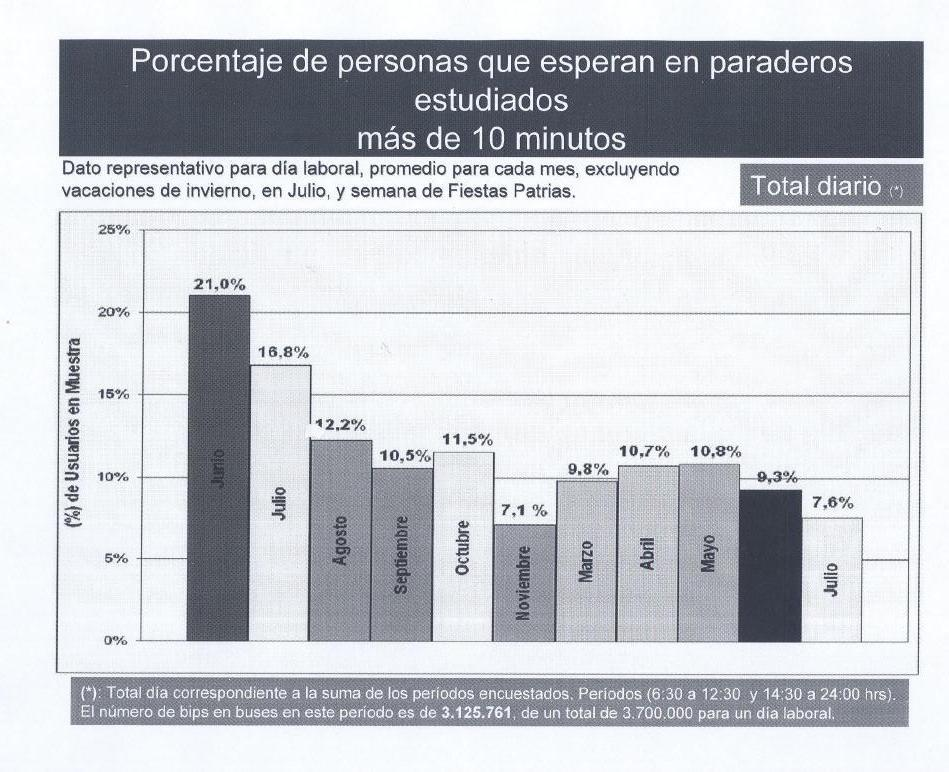 Porcentaje de personas que esperan en paraderos
estudiados
más de 10 minutos
Dato representativo para día laboral, promedio para cada mes, excluyendo
vacaciones de invierno, en Julio, y semana de Fiestas Patrias.
Total diario (*)
(%) de Usuarios en Muestra
25%
20%
15%
10%
5%
0%
21,0%
16,8%
12,2%
10,5%
11,5%
7,1 %
9,8%
10,7%
10,8%
9,3%
7,6%
Junio
Julio
Agosto
Septiembre
Octubre
Noviembre
Marzo
Abril
Mayo
Julio
(*): Total día correspondiente a la suma de los períodos encuestados. Períodos (6:30 a 12:30 y 14:30 a 24:00 hrs).
El número de bips en buses en este período es de 3.125.761, de un total de 3.700.000 para un día laboral.